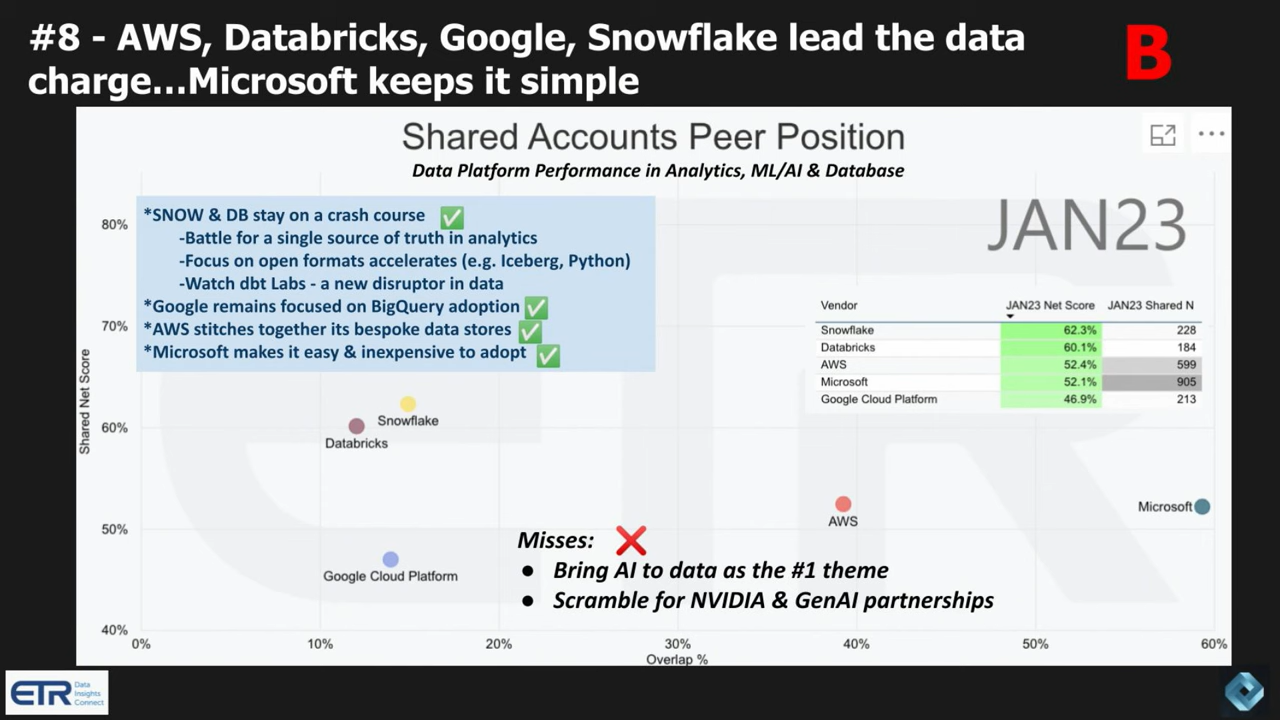 #8 - AWS, Databricks, Google, Snowflake lead the data
charge...Microsoft keeps it simple
B
Shared Accounts Peer Position
Data Platform Performance in Analytics, ML/AI & Database
JAN23
*SNOW & DB stay on a crash course
-Battle for a single source of truth in analytics
-Focus on open formats accelerates (e.g. Iceberg, Python)
-Watch dbt Labs - a new disruptor in data
*Google remains focused on BigQuery adoption
*AWS stitches together its bespoke data stores
*Microsoft makes it easy & inexpensive to adopt
Vendor JAN23 Net Score JAN23 Shared N
Snowflake 62.3% 228
Databricks 60.1% 184
AWS 52.4% 599
Microsoft 52.1% 905
Google Cloud Platform 46.9% 213
Shared Net Score
80%
70%
60%
50%
40%
Snowflake
Databricks
AWS
Microsoft
Google Cloud Platform
Misses:
● Bring AI to data as the #1 theme
● Scramble for NVIDIA & GenAI partnerships
0% 10% 20% 30% 40% 50% 60%
Overlap %
ETR
ETR Data
Insights
Connect